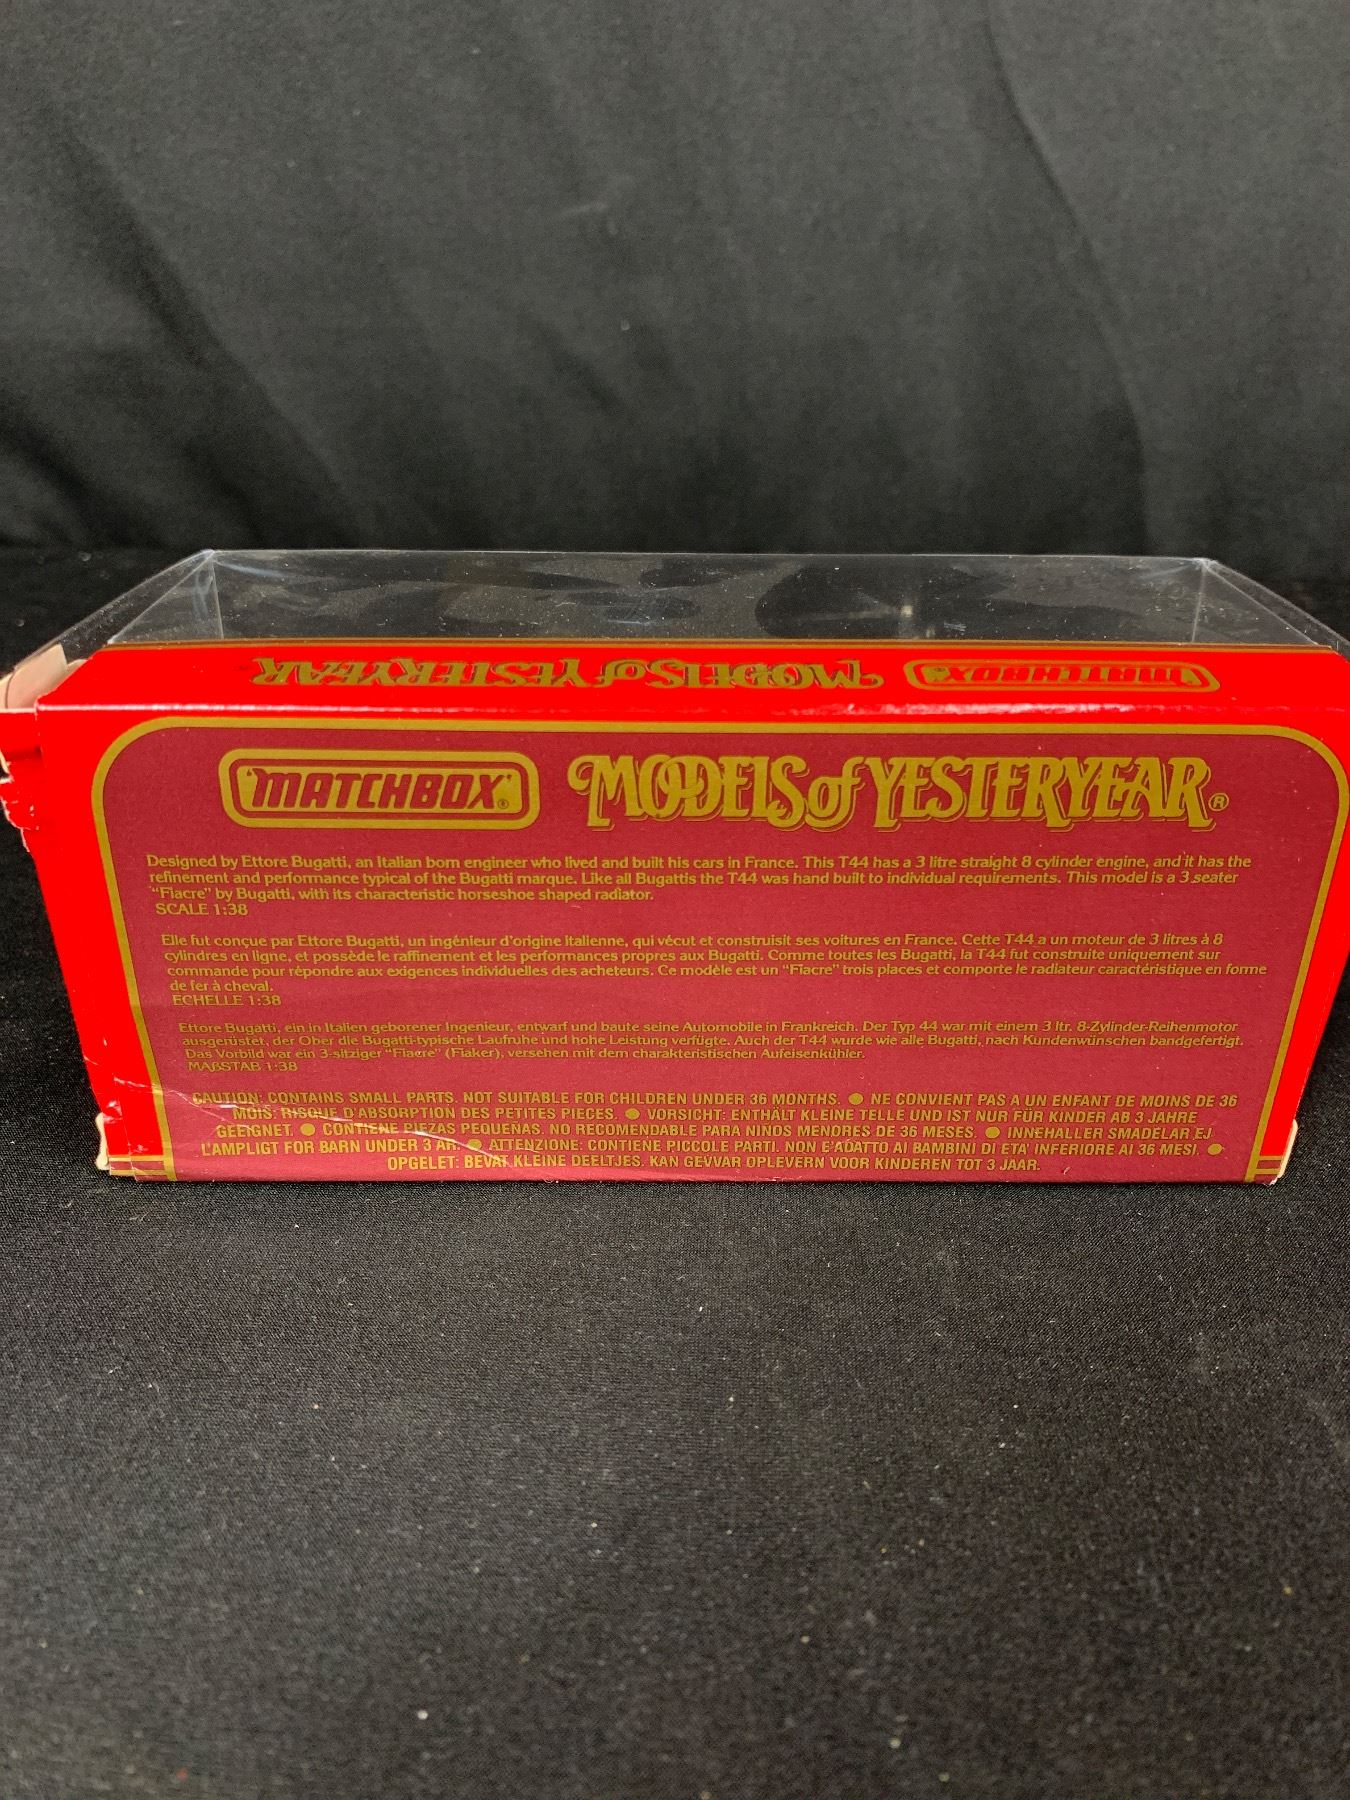 MODELS of YESTERYEAR MATCHBOX ®
MATCHBOX ® MODELS of YESTERYEAR ®
Designed by Ettore Bugatti, an Italian born engineer who lived and built his cars in France. This T44 has a 3 litre straight 8 cylinder engine, and it has the
refinement and performance typical of the Bugatti marque. Like all Bugattis the T44 was hand built to individual requirements. This model is a 3 seater
"Fiacre" by Bugatti, with its characteristic horseshoe shaped radiator.
SCALE 1:38
Elle fut conçue par Ettore Bugatti, un ingénieur d'origine Italienne, qui vécut et construisit ses voitures en France. Cette T44 a un moteur de 3 litres à 8
cylindres en ligne, et possède le raffinement et les performances propres aux Bugatti. Comme toutes les Bugatti, la T44 fut construite uniquement sur
commande pour répondre aux exigences individuelles des acheteurs. Ce modèle est un "Fiacre" trois places et comporte le radiateur caractéristique en forme
de fer à cheval.
ECHELLE 1:38
Ettore Bugatti, ein in Italien geborener Ingenieur, entwarf und baute seine Automobile in Frankreich. Der Typ 44 war mit einem 3 ltr. 8-Zylinder-Reihenmotor
ausgerüstet, der Ober die Bugatti-typische Laufruhe und hohe Leistung verfügte. Auch der T44 wurde wie alle Bugatti, nach Kundenwünschen bandgefertigt.
Das Vorbild war ein 3-sitziger "Fiacre" (Fiaker), versehen mit dem charakteristischen Aufeisenkühler.
MAßSTAB 1:38
CAUTION: CONTAINS SMALL PARTS. NOT SUITABLE FOR CHILDREN UNDER 36 MONTHS. ● NE CONVIENT PAS A UN ENFANT DE MOINS DE 36
MOIS: RISQUE D'ABSORPTION DES PETITES PIECES. ● VORSICHT: ENTHÄLT KLEINE TELLE UND IST NUR FÜR KINDER AB 3 JAHRE
GEEIGNET. ● CONTIENE PIEZAS PEQUEÑAS. NO RECOMENDABLE PARA NINOS MENORES DE 36 MESES. ● INNEHALLER SMADELAR EJ
L'AMPLIGT FOR BARN UNDER 3 AR. ● ATTENZIONE: CONTIENE PICCOLE PARTI. NON E'ADATTO AI BAMBINI DI ETA' INFERIORE AI 36 MESI. ●
OPGELET: BEVAT KLEINE DEELTJES. KAN GEVVAR OPLEVERN VOOR KINDEREN TOT 3 JAAR.